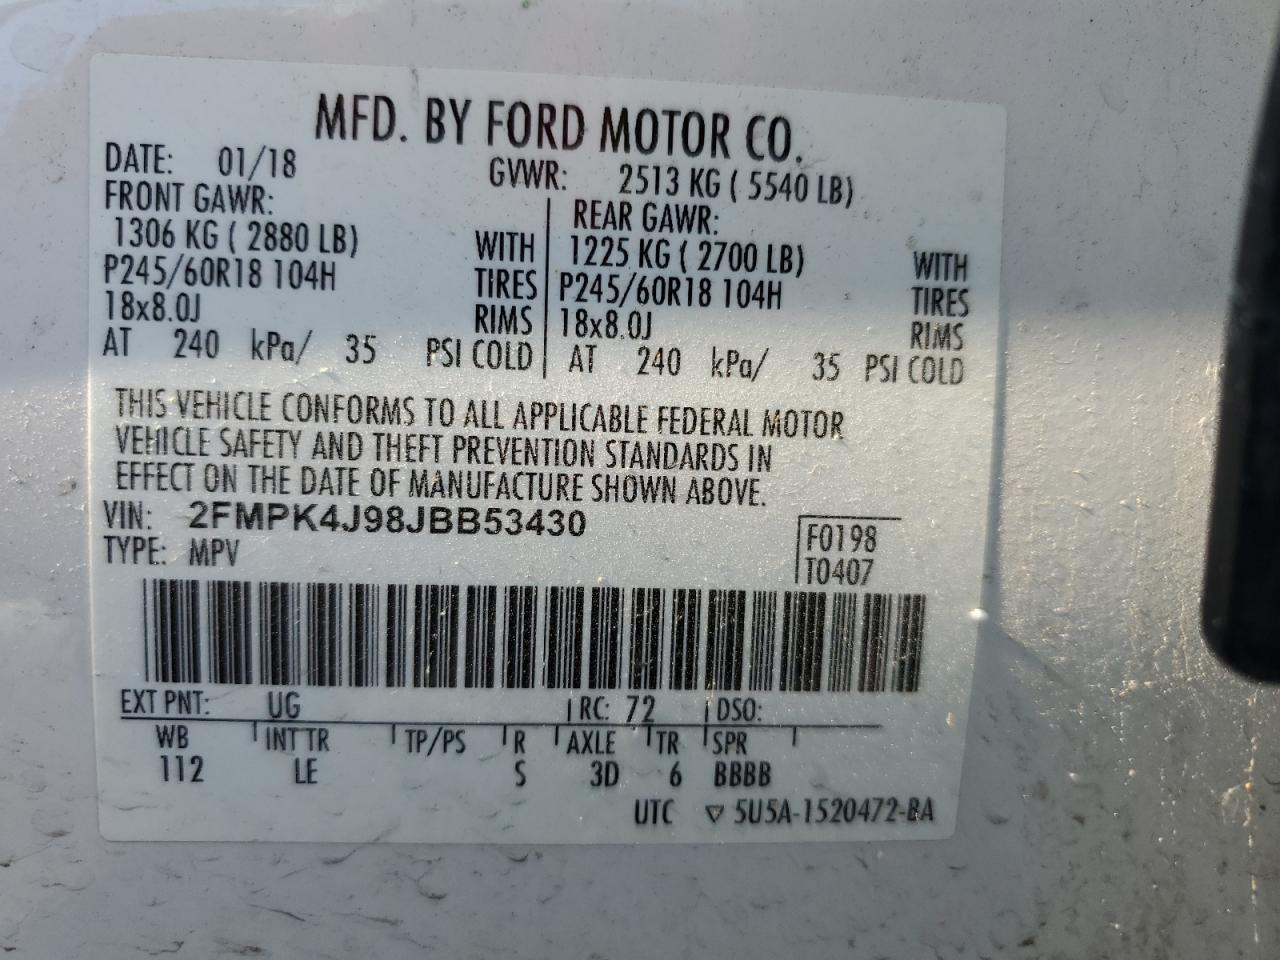 MFD. BY FORD MOTOR CO.
DATE: 01/18 GVWR: 2513 KG ( 5540 LB)
FRONT GAWR: REAR GAWR:
1306 KG ( 2880 LB) WITH 1225 KG ( 2700 LB) WITH
P245/60R18 104H TIRES P245/60R18 104H TIRES
18x8.0J RIMS 18x8.0J RIMS
AT 240 kPa/ 35 PSI COLD AT 240 kPa/ 35 PSI COLD
THIS VEHICLE CONFORMS TO ALL APPLICABLE FEDERAL MOTOR
VEHICLE SAFETY AND THEFT PREVENTION STANDARDS IN
EFFECT ON THE DATE OF MANUFACTURE SHOWN ABOVE.
VIN: 2FMPK4J98JBB53430
TYPE: MPV
F0198
T0407
EXT PNT: UG RC: 72 DSO:
WB INT TR TP/PS R AXLE TR SPR
112 LE S 3D 6 BBBB
UTC ▽ 5U5A-1520472-BA